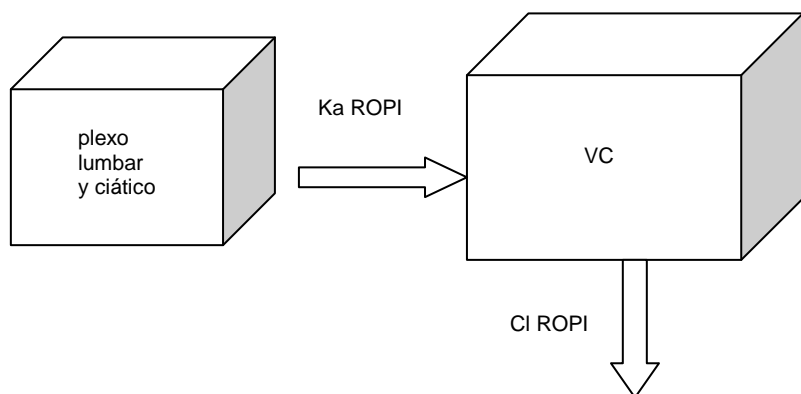 plexo
lumbar
y ciático
Ka ROPI
VC
Cl ROPI